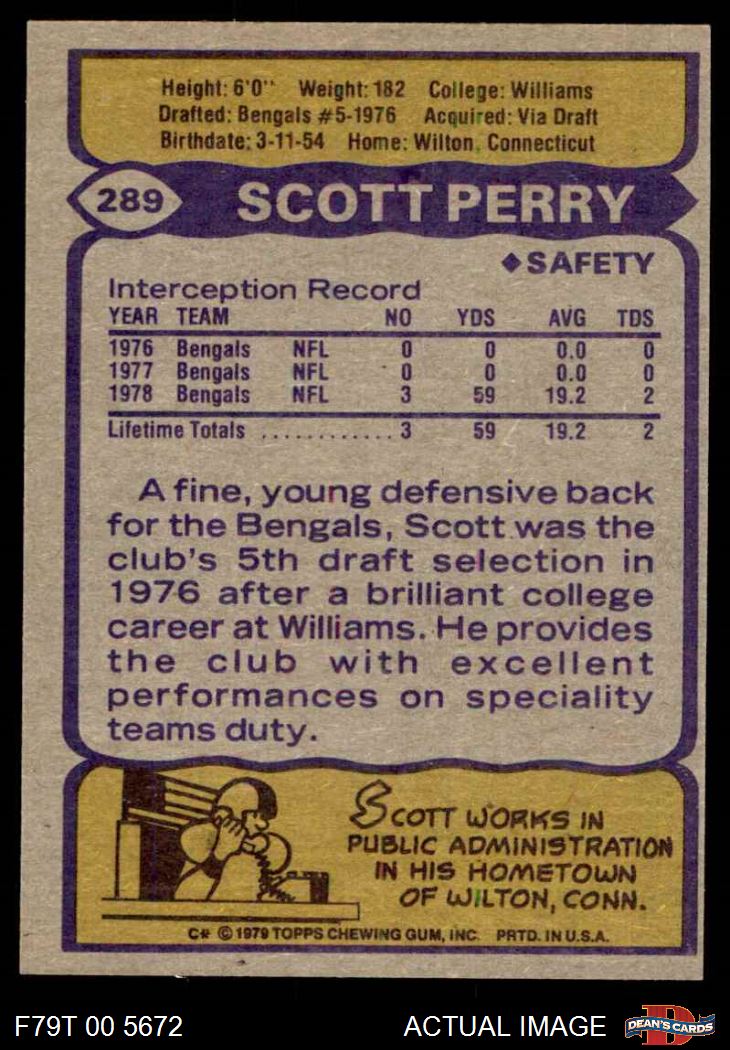 Height: 6'0" Weight: 182 College: Williams
Drafted: Bengals #5-1976 Acquired: Via Draft
Birthdate: 3-11-54 Home: Wilton, Connecticut
289 SCOTT PERRY
◆SAFETY
Interception Record
YEAR TEAM NO YDS AVG TDS
1976 Bengals NFL 0 0 0.0 0
1977 Bengals NFL 0 0 0.0 0
1978 Bengals NFL 3 59 19.2 2
Lifetime Totals ............ 3 59 19.2 2
A fine, young defensive back
for the Bengals, Scott was the
club's 5th draft selection in
1976 after a brilliant college
career at Williams. He provides
the club with excellent
performances on speciality
teams duty.
SCOTT WORKS IN
PUBLIC ADMINISTRATION
IN HIS HOMETOWN
OF WILTON, CONN.
C* © 1979 TOPPS CHEWING GUM, INC. PRTD. IN U.S.A.
F79T 00 5672 ACTUAL IMAGE D DEAN'S CARDS